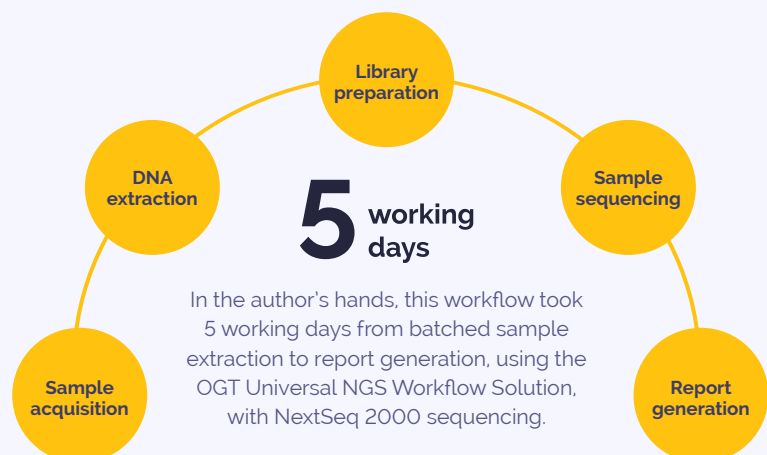 Library
preparation
DNA
extraction
Sample
sequencing
5 working
days
In the author’s hands, this workflow took
5 working days from batched sample
extraction to report generation, using the
OGT Universal NGS Workflow Solution,
with NextSeq 2000 sequencing.
Sample
acquisition
Report
generation